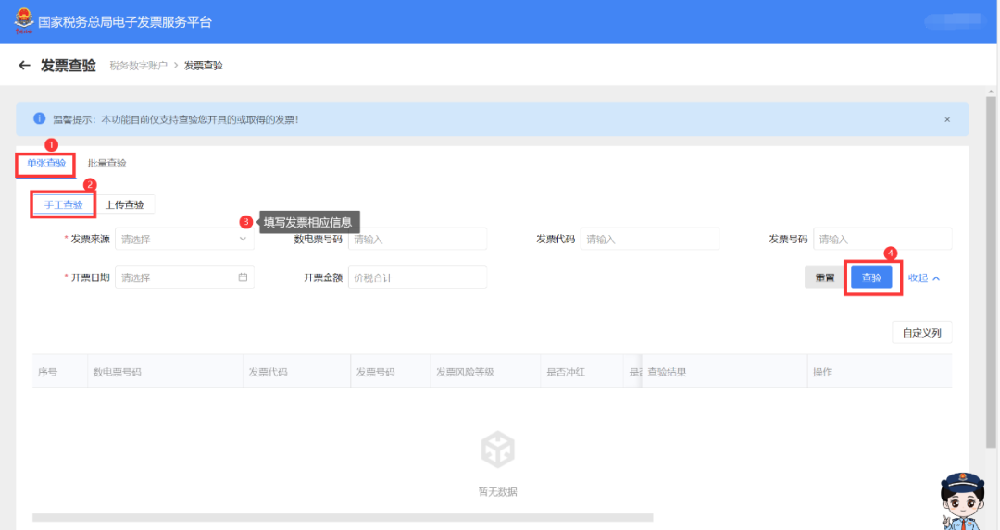 国家税务总局电子发票服务平台
发票查验 税务数字账户 > 发票查验
温馨提示：本功能目前仅支持查验您开具的或取得的发票！ ×
1
单张查验 批量查验
2
手工查验 上传查验
3 填写发票相应信息
* 发票来源 请选择 数电票号码 请输入 发票代码 请输入 发票号码 请输入
4
* 开票日期 请选择 开票金额 价税合计 重置 查验 收起
自定义列
序号 数电票号码 发票代码 发票号码 发票风险等级 是否冲红 是 查验结果 操作
暂无数据